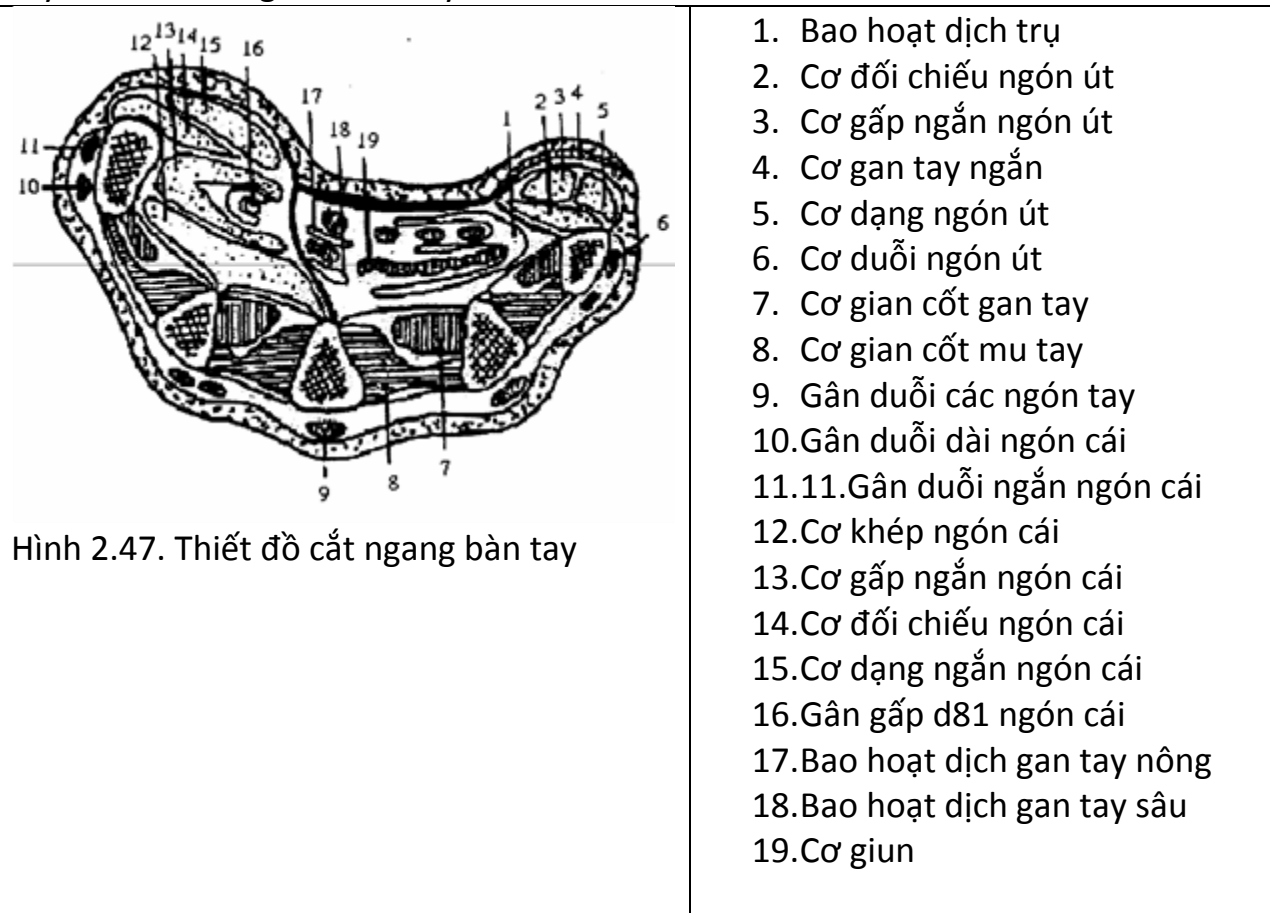 12 13 14 15 16
17
18
19
1
2 3 4
5
6
11
10
9
8
7
Hình 2.47. Thiết đồ cắt ngang bàn tay
1. Bao hoạt dịch trụ
2. Cơ đối chiếu ngón út
3. Cơ gấp ngắn ngón út
4. Cơ gan tay ngắn
5. Cơ dạng ngón út
6. Cơ duỗi ngón út
7. Cơ gian cốt gan tay
8. Cơ gian cốt mu tay
9. Gân duỗi các ngón tay
10.Gân duỗi dài ngón cái
11.11.Gân duỗi ngắn ngón cái
12.Cơ khép ngón cái
13.Cơ gấp ngắn ngón cái
14.Cơ đối chiếu ngón cái
15.Cơ dạng ngắn ngón cái
16.Gân gấp d81 ngón cái
17.Bao hoạt dịch gan tay nông
18.Bao hoạt dịch gan tay sâu
19.Cơ giun